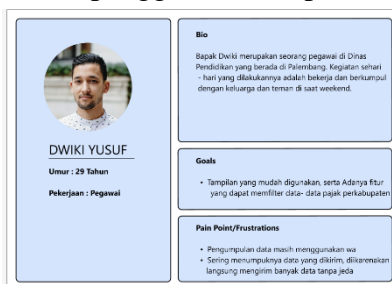 DWIKI YUSUF
Umur : 29 Tahun
Pekerjaan : Pegawai
Bio
Bapak Dwiki merupakan seorang pegawai di Dinas
Pendidikan yang berada di Palembang. Kegiatan sehari
- hari yang dilakukannya adalah bekerja dan berkumpul
dengan keluarga dan teman di saat weekend.
Goals
• Tampilan yang mudah digunakan, serta Adanya fitur
yang dapat memfilter data- data pajak perkabupaten
Pain Point/Frustrations
• Pengumpulan data masih menggunakan wa
• Sering menumpuknya data yang dikirim, diikarenakan
langsung mengirim banyak data tanpa jeda